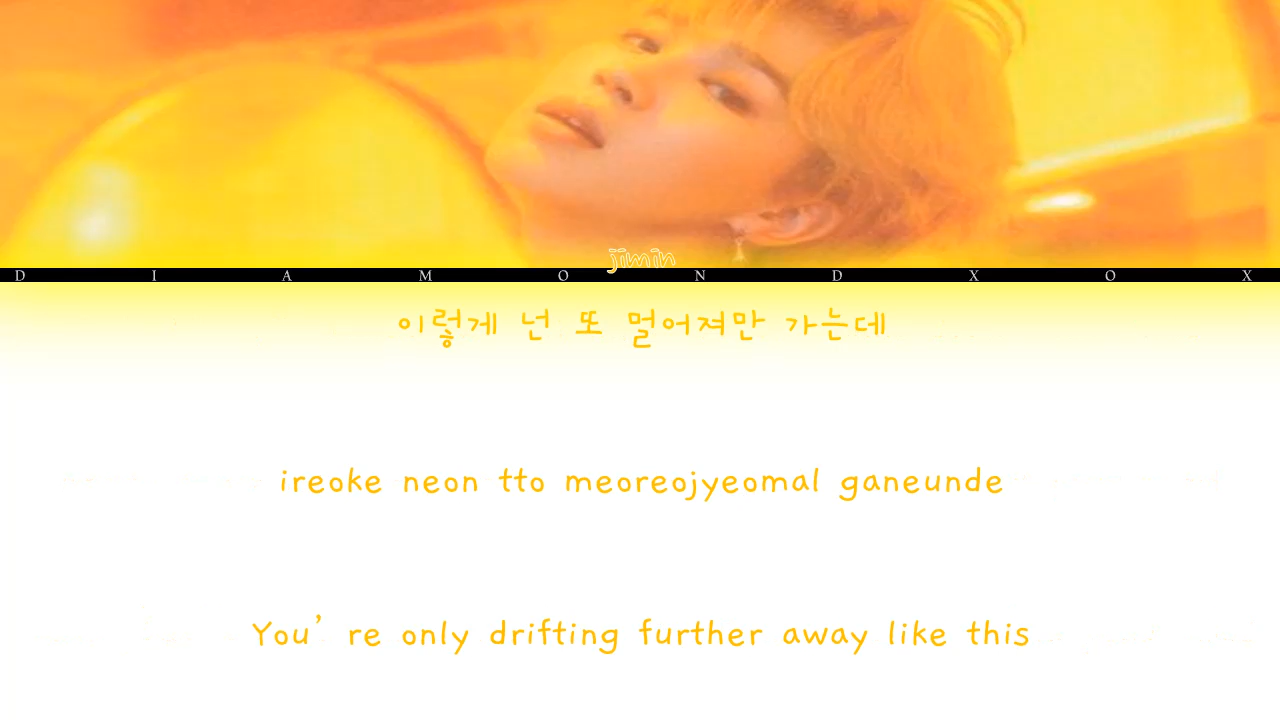 jimin
D I A M O N D X O X
이렇게 넌 또 멀어져만 가는데
ireoke neon tto meoreojyeomal ganeunde
You’re only drifting further away like this